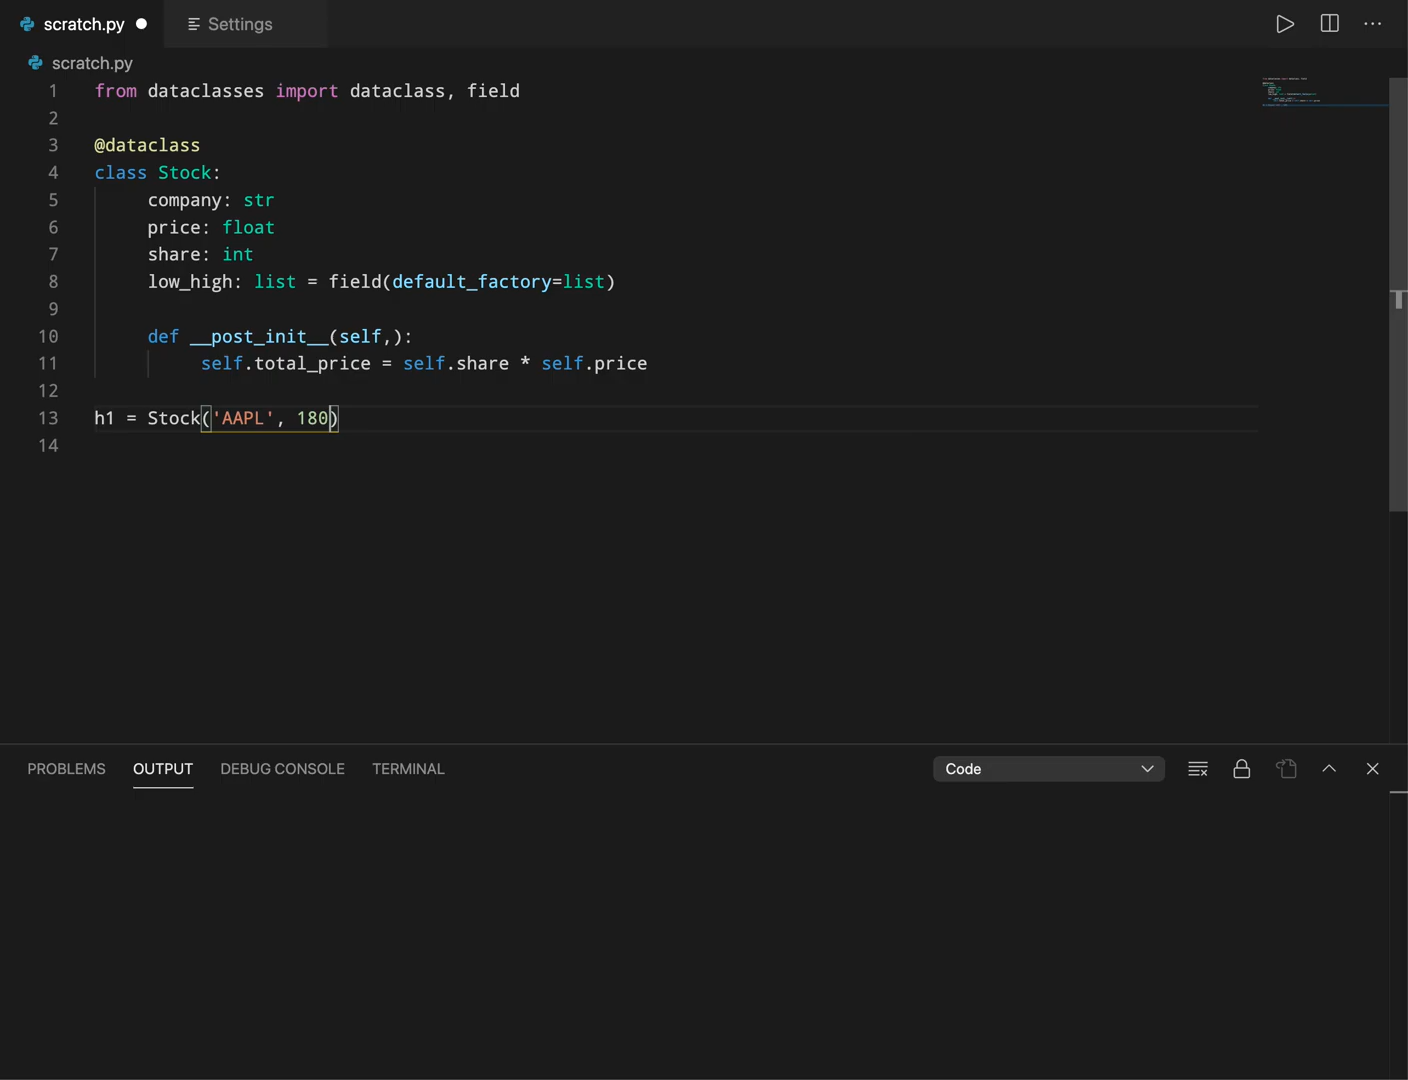 scratch.py
Settings
scratch.py
1 from dataclasses import dataclass, field
2
3 @dataclass
4 class Stock:
5 company: str
6 price: float
7 share: int
8 low_high: list = field(default_factory=list)
9
10 def __post_init__(self,):
11 self.total_price = self.share * self.price
12
13 h1 = Stock('AAPL', 180)
14
PROBLEMS OUTPUT DEBUG CONSOLE TERMINAL Code